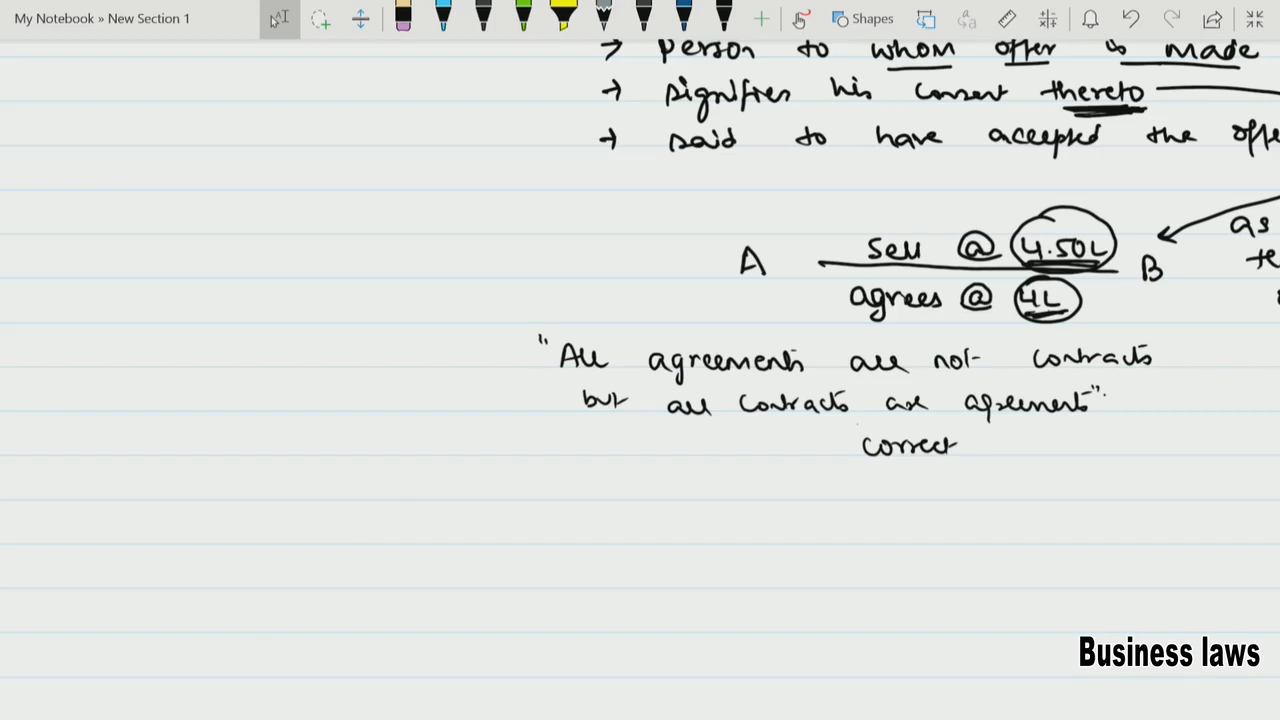 My Notebook » New Section 1
Shapes
→ person to whom offer is made
→ signifies his consent thereto
→ said to have accepted the offe
as
te
A sell @ 4.50L B
agrees @ 4L
"All agreements are not contracts
but all contracts are agreements".
correct
Business laws